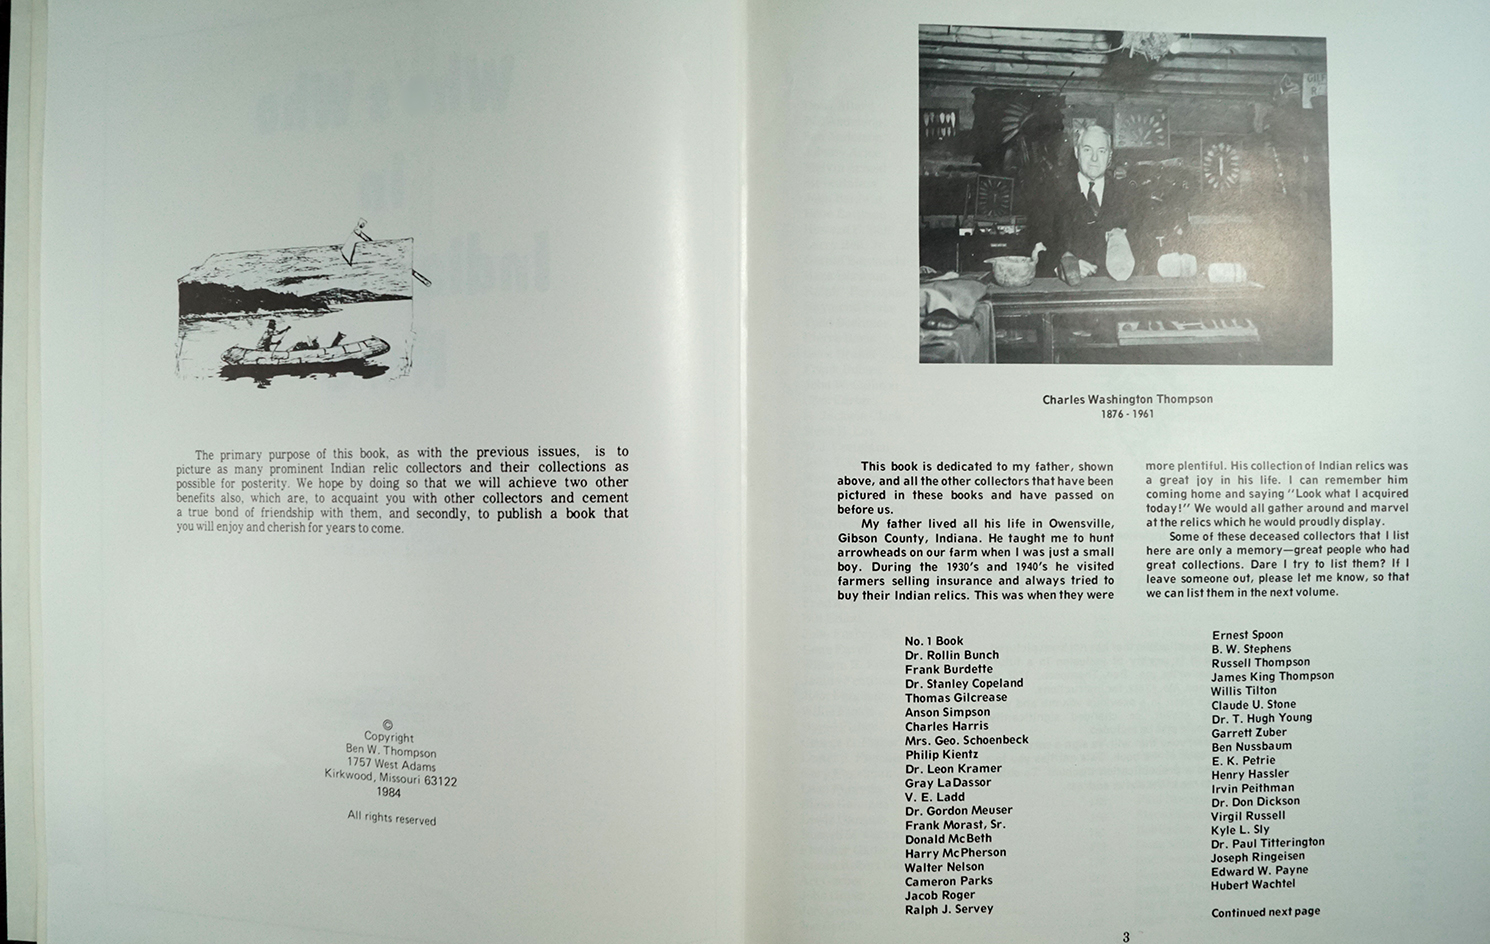 The primary purpose of this book, as with the previous issues, is to
picture as many prominent Indian relic collectors and their collections as
possible for posterity. We hope by doing so that we will achieve two other
benefits also, which are, to acquaint you with other collectors and cement
a true bond of friendship with them, and secondly, to publish a book that
you will enjoy and cherish for years to come.
©
Copyright
Ben W. Thompson
1757 West Adams
Kirkwood, Missouri 63122
1984
All rights reserved
Charles Washington Thompson
1876 - 1961
This book is dedicated to my father, shown
above, and all the other collectors that have been
pictured in these books and have passed on
before us.
My father lived all his life in Owensville,
Gibson County, Indiana. He taught me to hunt
arrowheads on our farm when I was just a small
boy. During the 1930's and 1940's he visited
farmers selling insurance and always tried to
buy their Indian relics. This was when they were
more plentiful. His collection of Indian relics was
a great joy in his life. I can remember him
coming home and saying "Look what I acquired
today!" We would all gather around and marvel
at the relics which he would proudly display.
Some of these deceased collectors that I list
here are only a memory—great people who had
great collections. Dare I try to list them? If I
leave someone out, please let me know, so that
we can list them in the next volume.
No. 1 Book
Dr. Rollin Bunch
Frank Burdette
Dr. Stanley Copeland
Thomas Gilcrease
Anson Simpson
Charles Harris
Mrs. Geo. Schoenbeck
Philip Kientz
Dr. Leon Kramer
Gray LaDassor
V. E. Ladd
Dr. Gordon Meuser
Frank Morast, Sr.
Donald McBeth
Harry McPherson
Walter Nelson
Cameron Parks
Jacob Roger
Ralph J. Servey
Ernest Spoon
B. W. Stephens
Russell Thompson
James King Thompson
Willis Tilton
Claude U. Stone
Dr. T. Hugh Young
Garrett Zuber
Ben Nussbaum
E. K. Petrie
Henry Hassler
Irvin Peithman
Dr. Don Dickson
Virgil Russell
Kyle L. Sly
Dr. Paul Titterington
Joseph Ringeisen
Edward W. Payne
Hubert Wachtel
Continued next page
3